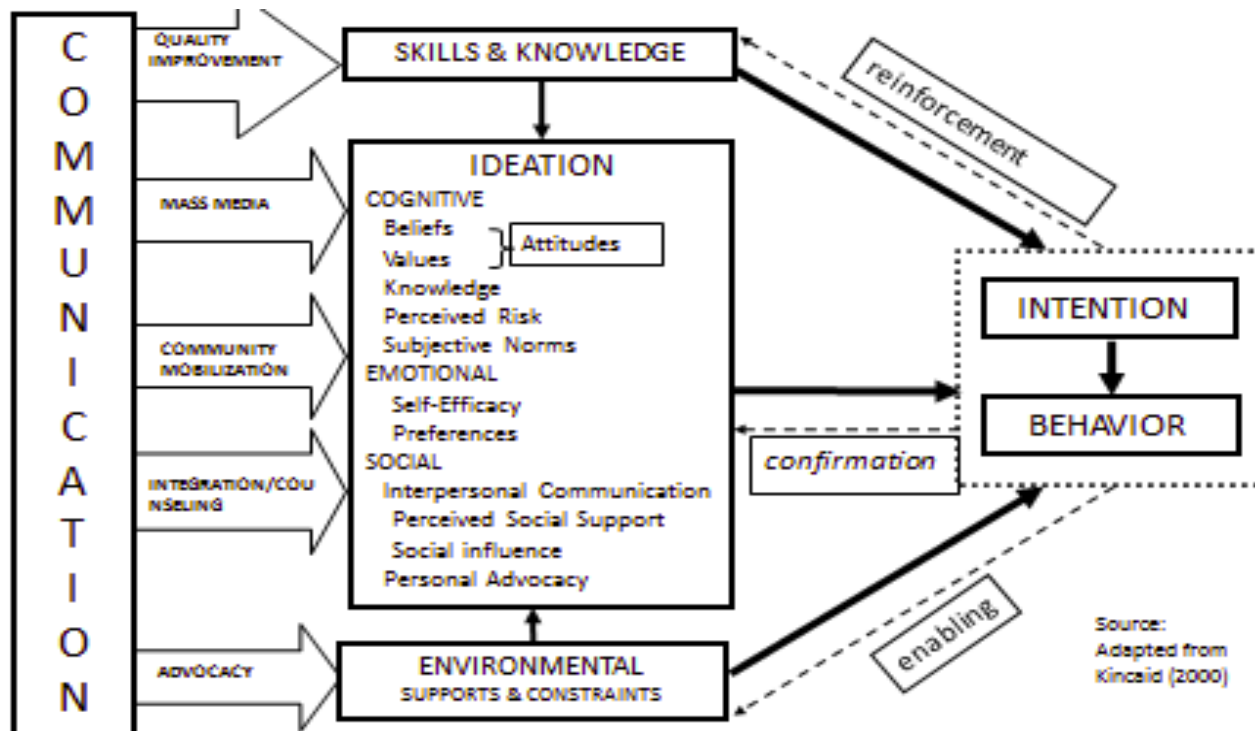 COMMUNICATION
QUALITY
IMPROVEMENT
MASS MEDIA
COMMUNITY
MOBILIZATION
INTEGRATION/COU
NSELING
ADVOCACY
SKILLS & KNOWLEDGE
IDEATION
COGNITIVE
Beliefs
Values
Attitudes
Knowledge
Perceived Risk
Subjective Norms
EMOTIONAL
Self-Efficacy
Preferences
SOCIAL
Interpersonal Communication
Perceived Social Support
Social influence
Personal Advocacy
ENVIRONMENTAL
SUPPORTS & CONSTRAINTS
reinforcement
confirmation
enabling
INTENTION
BEHAVIOR
Source:
Adapted from
Kincaid (2000)